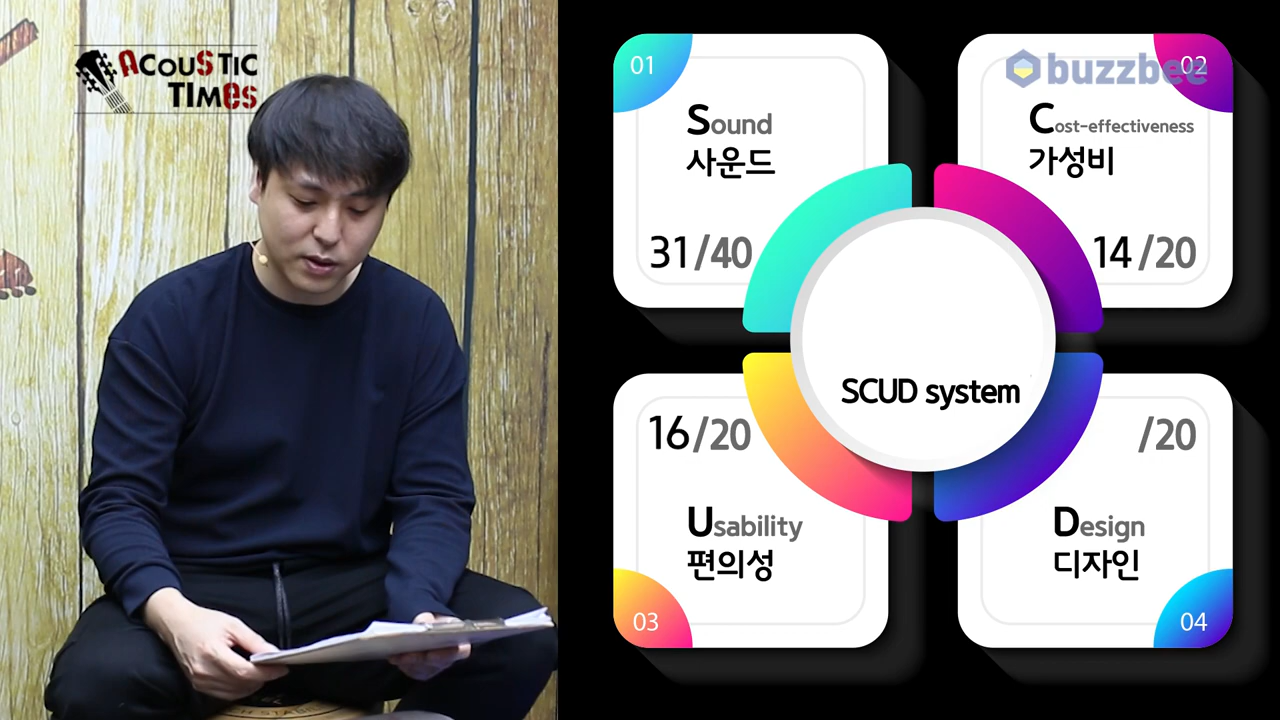 ACOUSTIC
TIMES
01
Sound
사운드
31/40
buzzbee
02
Cost-effectiveness
가성비
14/20
SCUD system
16/20
Usability
편의성
03
/20
Design
디자인
04